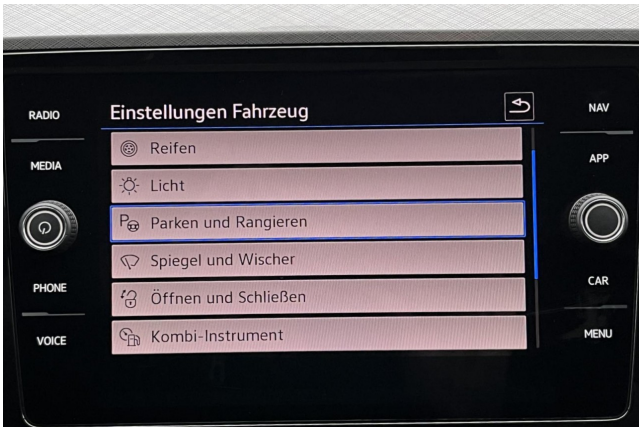 RADIO
MEDIA
PHONE
VOICE
Einstellungen Fahrzeug
Reifen
Licht
Parken und Rangieren
Spiegel und Wischer
Öffnen und Schließen
Kombi-Instrument
NAV
APP
CAR
MENU